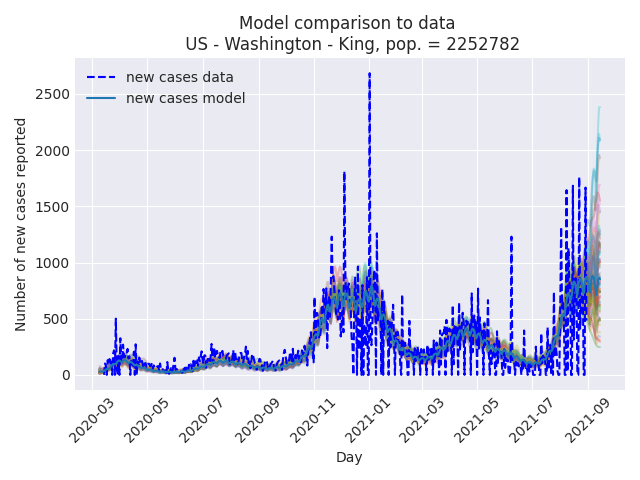 Model comparison to data
US - Washington - King, pop. = 2252782
new cases data
new cases model
Number of new cases reported
2500
2000
1500
1000
500
0
2020-03
2020-05
2020-07
2020-09
2020-11
2021-01
2021-03
2021-05
2021-07
2021-09
Day